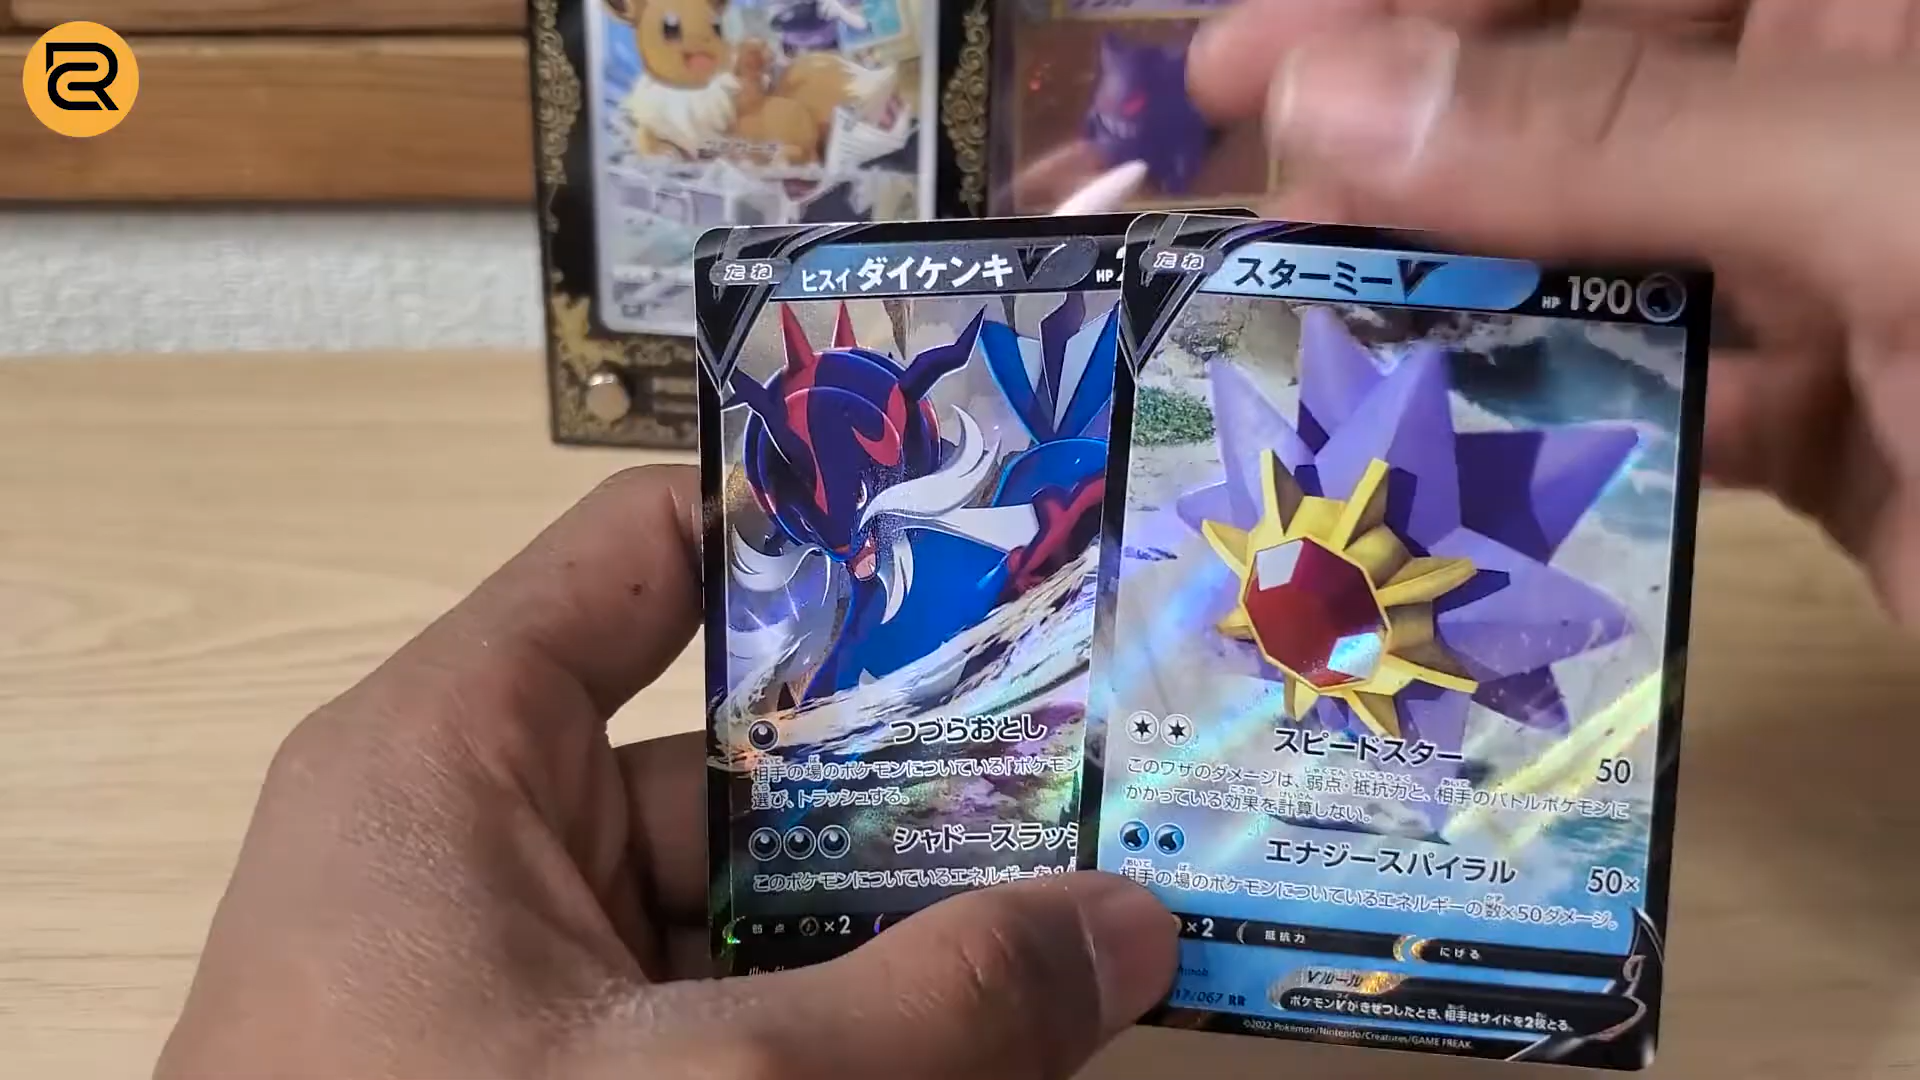 たね
ヒスイダイケンキV
HP 2
つづらおとし
相手の場のポケモンについている「ポケモン
選び、トラッシュする。
シャドースラッシ
このポケモンについているエネルギーを1
弱点 ×2
たね
スターミーV
HP 190
スピードスター
50
このワザのダメージは、弱点・抵抗力と、相手のバトルポケモンに
かかっている効果を計算しない。
エナジースパイラル
50×
相手の場のポケモンについているエネルギーの数×50ダメージ。
×2
抵抗力
にげる
017/067 RR
Vルール
ポケモンVがきぜつしたとき、相手はサイドを2枚とる。
©2022 Pokémon/Nintendo/Creatures/GAME FREAK.